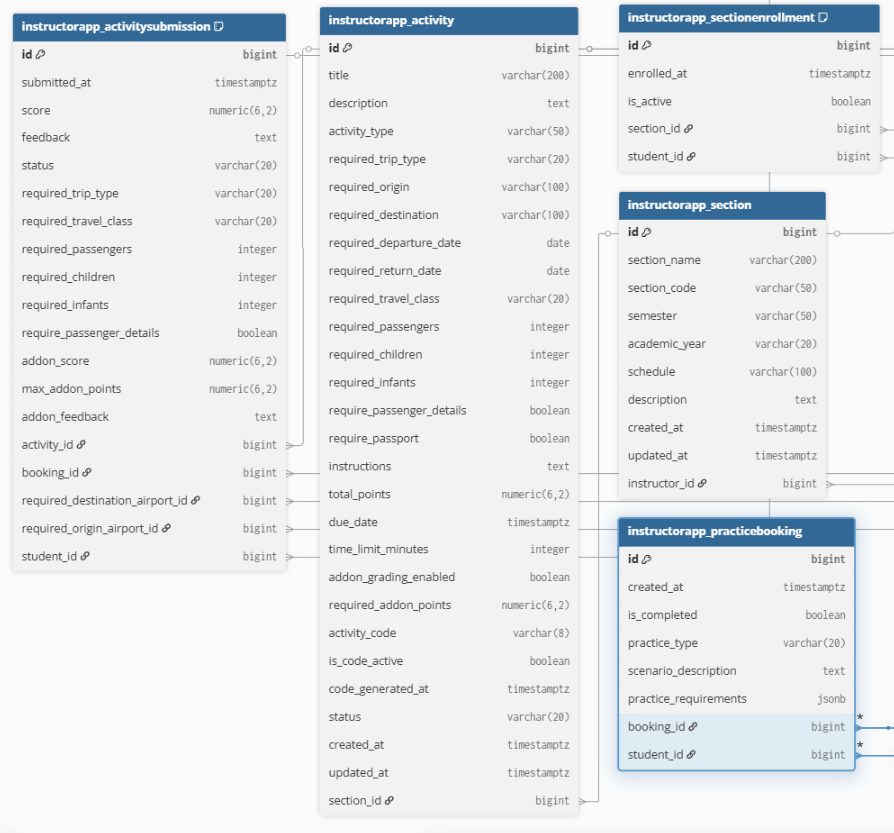 instructorapp_activitysubmission
id bigint
submitted_at timestamptz
score numeric(6,2)
feedback text
status varchar(20)
required_trip_type varchar(20)
required_travel_class varchar(20)
required_passengers integer
required_children integer
required_infants integer
require_passenger_details boolean
addon_score numeric(6,2)
max_addon_points numeric(6,2)
addon_feedback text
activity_id bigint
booking_id bigint
required_destination_airport_id bigint
required_origin_airport_id bigint
student_id bigint
instructorapp_activity
id bigint
title varchar(200)
description text
activity_type varchar(50)
required_trip_type varchar(20)
required_origin varchar(100)
required_destination varchar(100)
required_departure_date date
required_return_date date
required_travel_class varchar(20)
required_passengers integer
required_children integer
required_infants integer
require_passenger_details boolean
require_passport boolean
instructions text
total_points numeric(6,2)
due_date timestamptz
time_limit_minutes integer
addon_grading_enabled boolean
required_addon_points numeric(6,2)
activity_code varchar(8)
is_code_active boolean
code_generated_at timestamptz
status varchar(20)
created_at timestamptz
updated_at timestamptz
section_id bigint
instructorapp_sectionenrollment
id bigint
enrolled_at timestamptz
is_active boolean
section_id bigint
student_id bigint
instructorapp_section
id bigint
section_name varchar(200)
section_code varchar(50)
semester varchar(50)
academic_year varchar(20)
schedule varchar(100)
description text
created_at timestamptz
updated_at timestamptz
instructor_id bigint
instructorapp_practicebooking
id bigint
created_at timestamptz
is_completed boolean
practice_type varchar(20)
scenario_description text
practice_requirements jsonb
booking_id bigint *
student_id bigint *